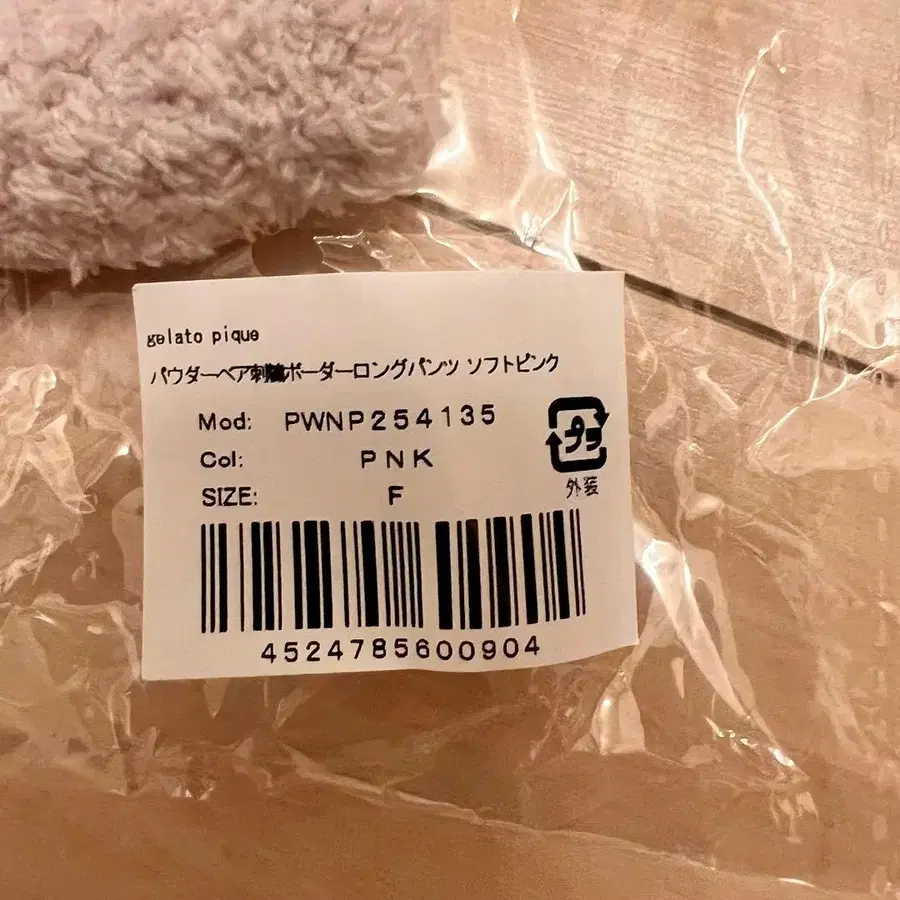 gelato pique
パウダーベア刺繍ボーダーロングパンツ ソフトピンク
Mod: PWNP254135
Col: PNK
プラ
SIZE: F
外装
4524785600904